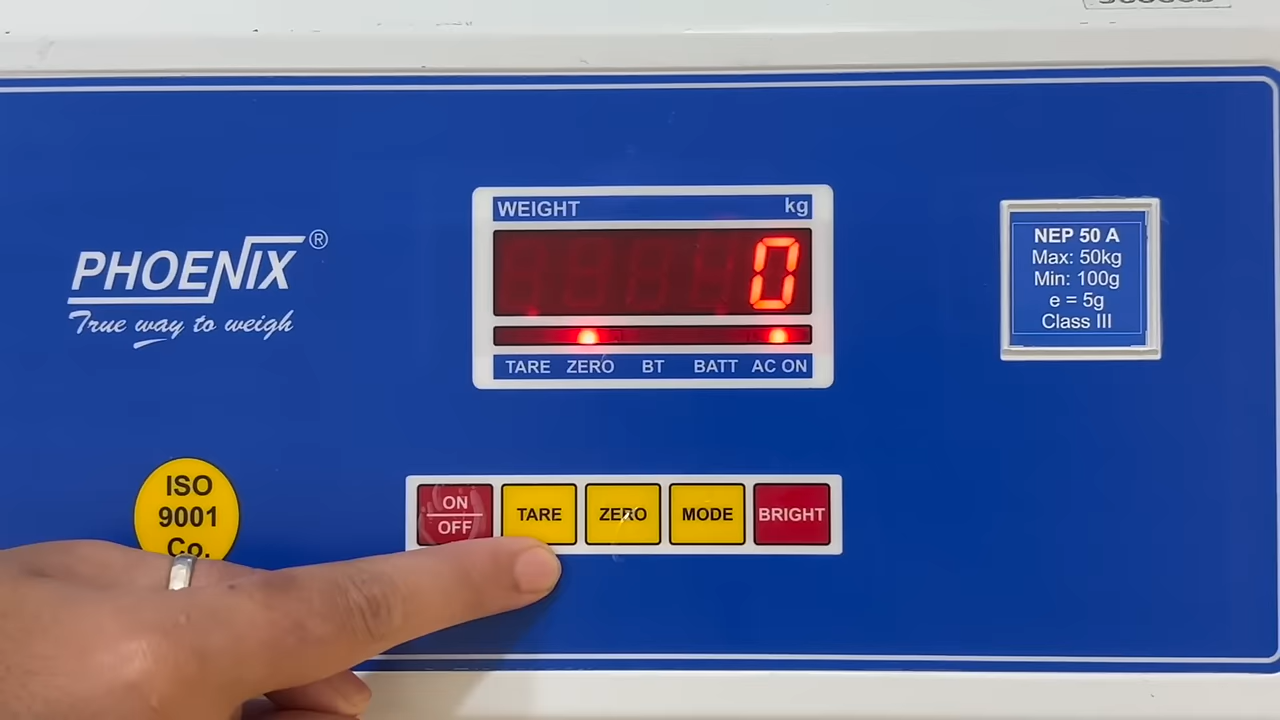 PHOENIX®
True way to weigh
WEIGHT kg
0
TARE ZERO BT BATT AC ON
NEP 50 A
Max: 50kg
Min: 100g
e = 5g
Class III
ISO
9001
Co.
ON
OFF
TARE
ZERO
MODE
BRIGHT